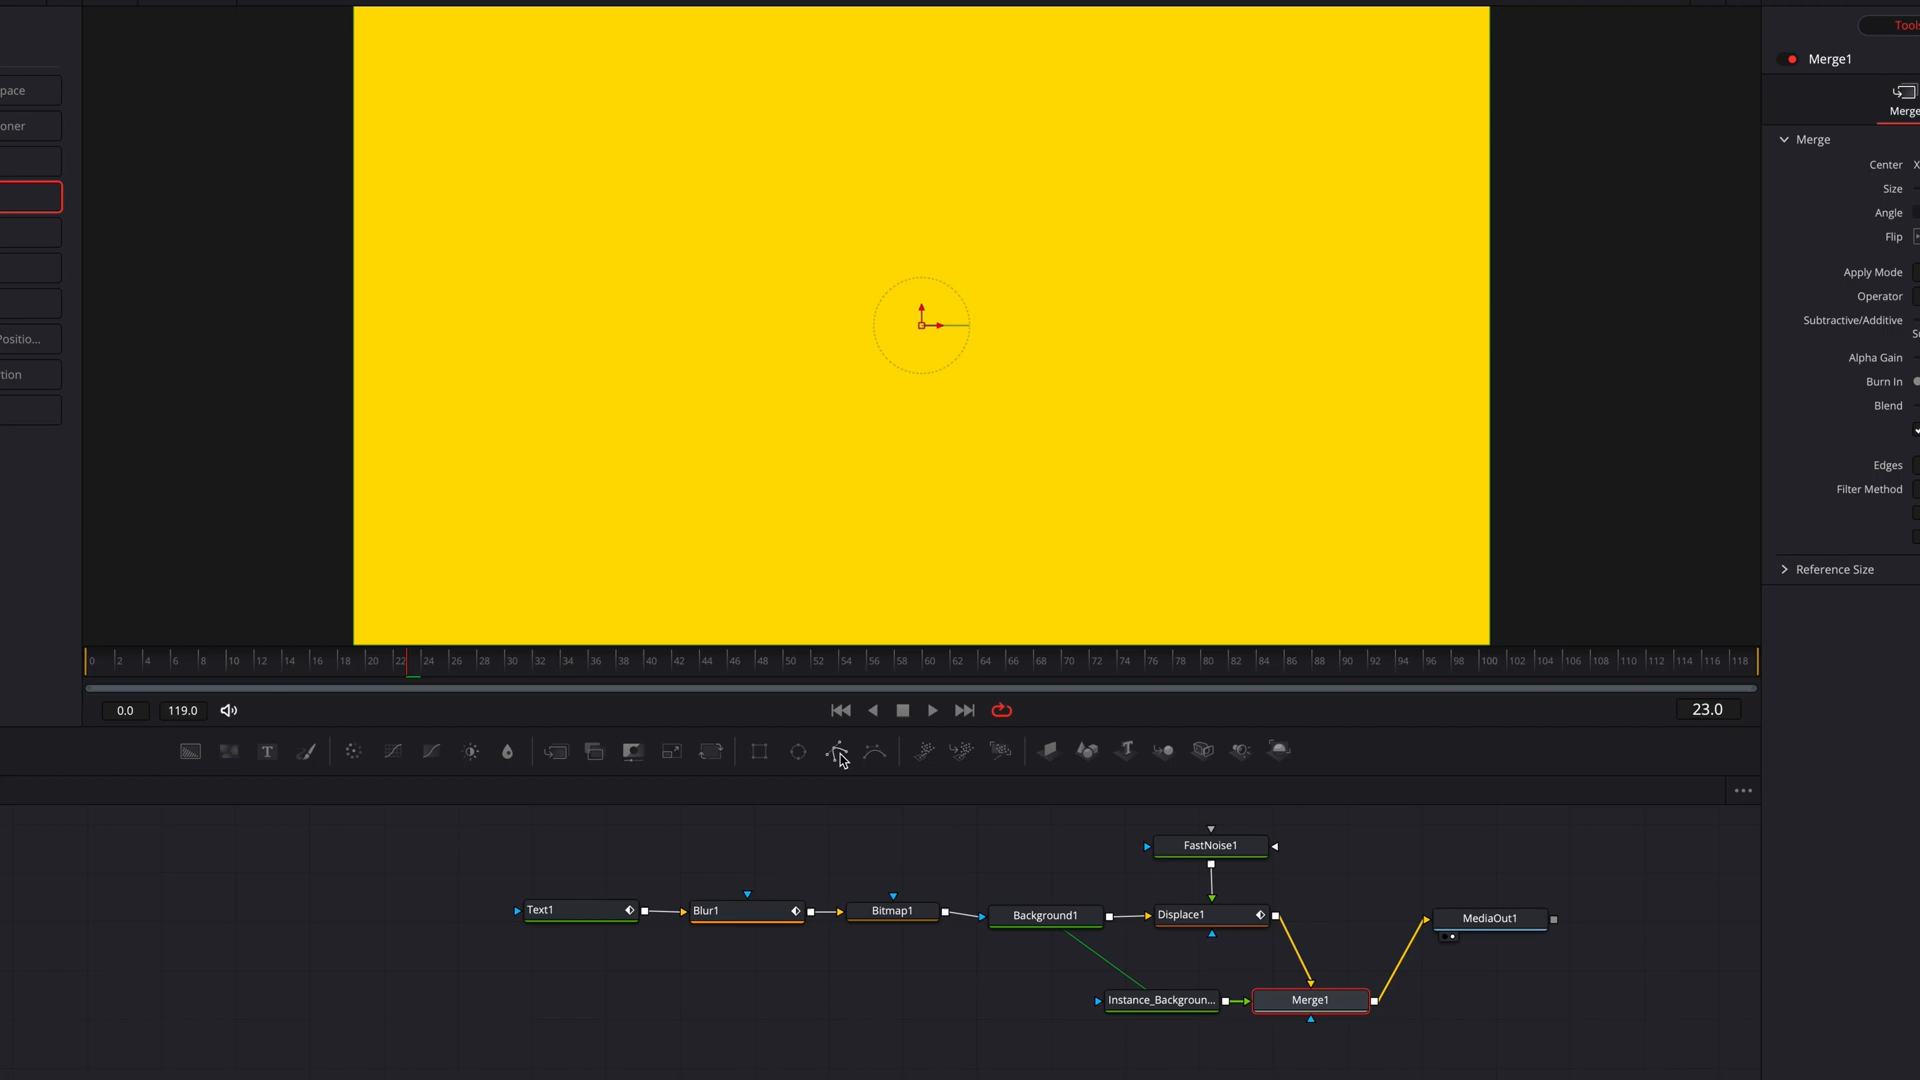 Tools
Merge1
Merge
Merge
Center X
Size
Angle
Flip
Apply Mode
Operator
Subtractive/Additive
Alpha Gain
Burn In
Blend
Edges
Filter Method
Reference Size
pace
oner
Positio...
tion
0 2 4 6 8 10 12 14 16 18 20 22 24 26 28 30 32 34 36 38 40 42 44 46 48 50 52 54 56 58 60 62 64 66 68 70 72 74 76 78 80 82 84 86 88 90 92 94 96 98 100 102 104 106 108 110 112 114 116 118
0.0 119.0 23.0
FastNoise1
Text1 Blur1 Bitmap1 Background1 Displace1 MediaOut1
Instance_Backgroun... Merge1